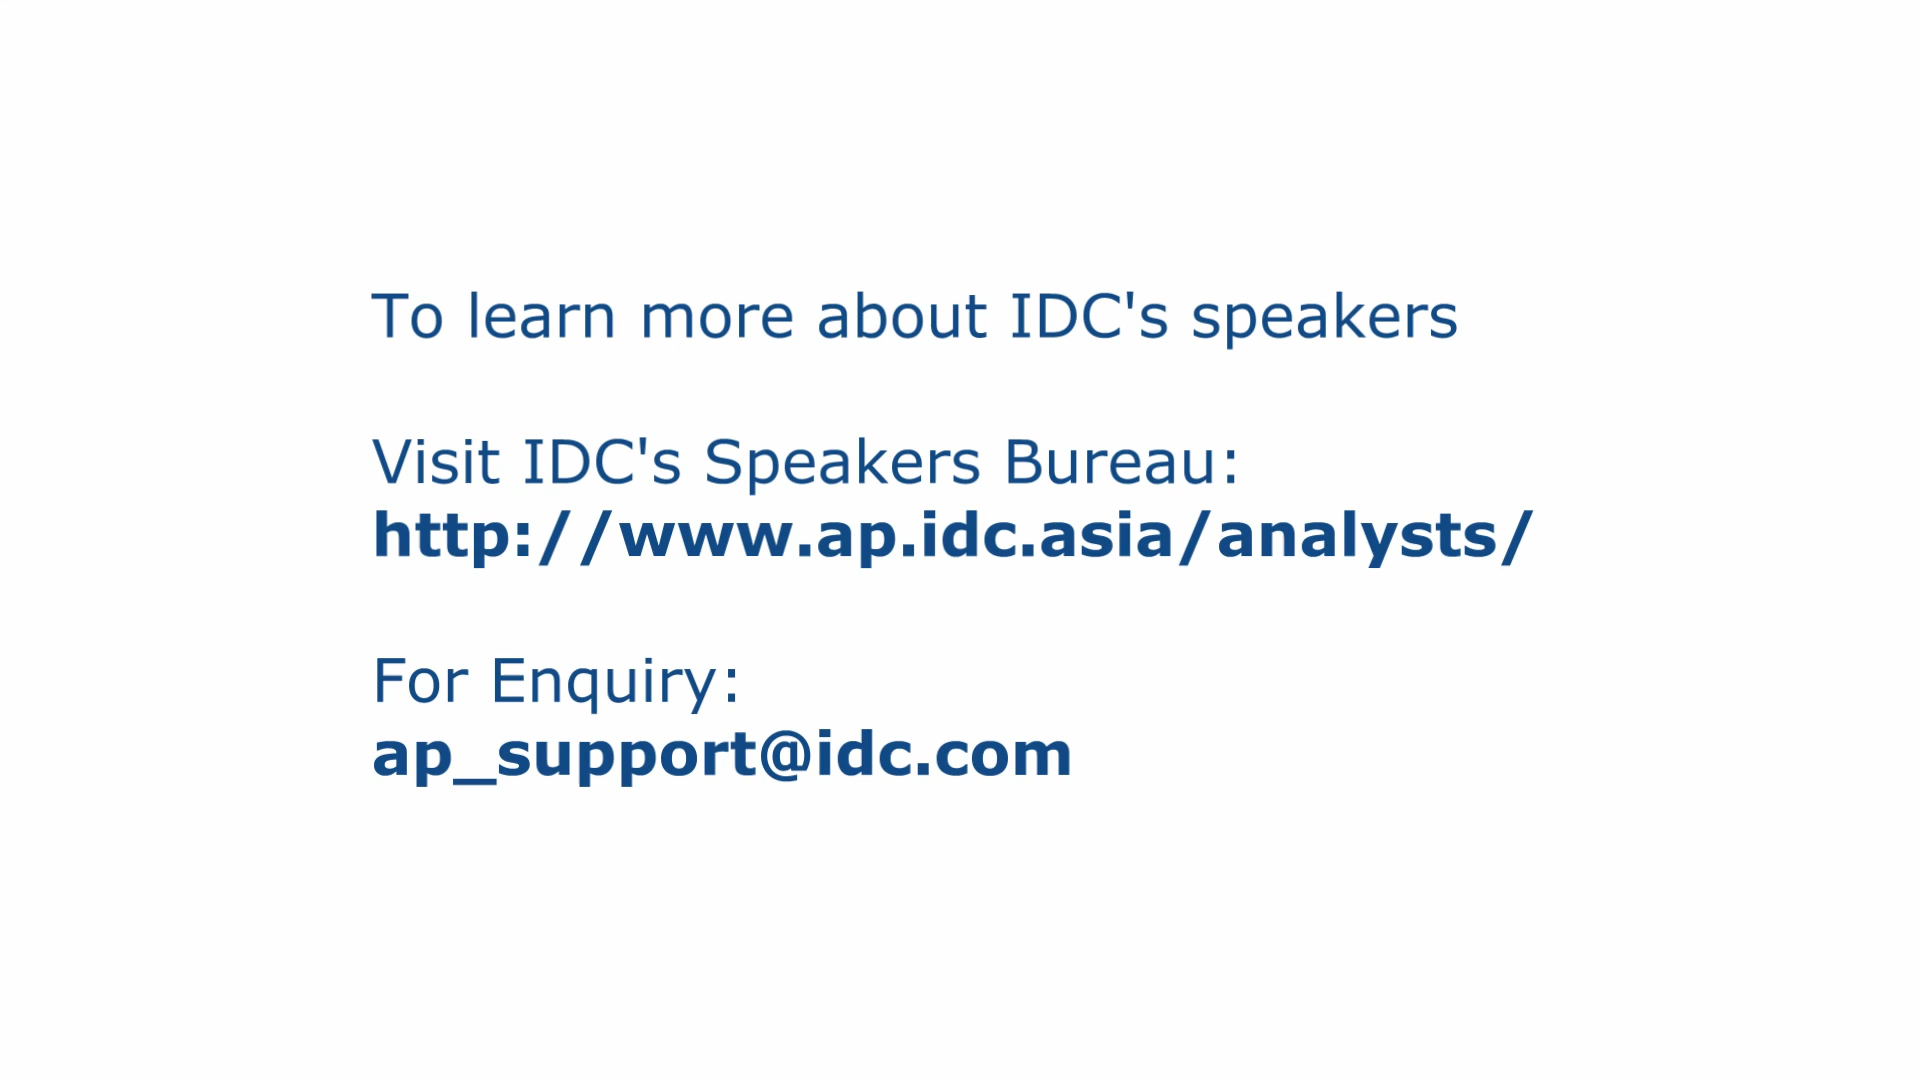 To learn more about IDC's speakers
Visit IDC's Speakers Bureau:
http://www.ap.idc.asia/analysts/
For Enquiry:
ap_support@idc.com